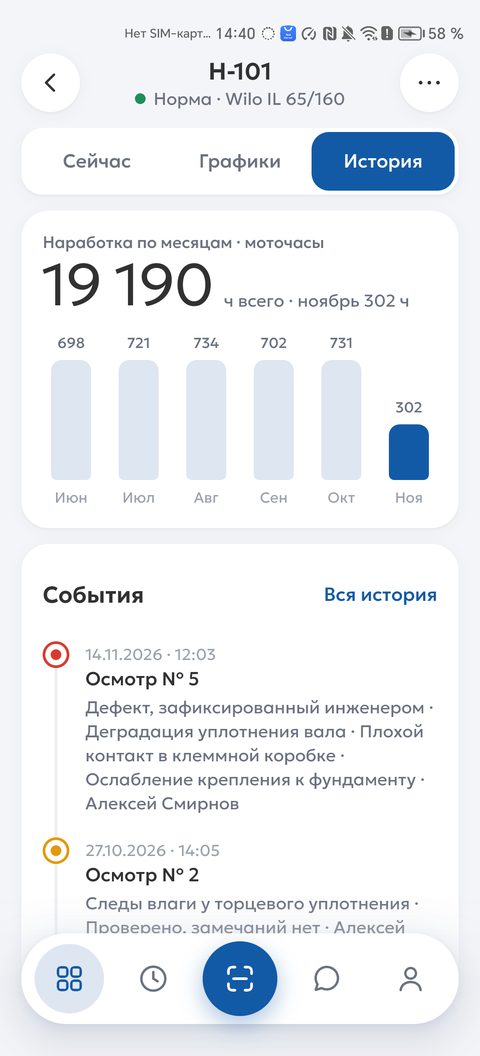 Нет SIM-карт... 14:40 58 %
Н-101
Норма · Wilo IL 65/160
Сейчас Графики История
Наработка по месяцам · моточасы
19 190 ч всего · ноябрь 302 ч
698 721 734 702 731 302
Июн Июл Авг Сен Окт Ноя
События Вся история
14.11.2026 · 12:03
Осмотр № 5
Дефект, зафиксированный инженером ·
Деградация уплотнения вала · Плохой
контакт в клеммной коробке ·
Ослабление крепления к фундаменту ·
Алексей Смирнов
27.10.2026 · 14:05
Осмотр № 2
Следы влаги у торцевого уплотнения ·
Проверено, замечаний нет · Алексей